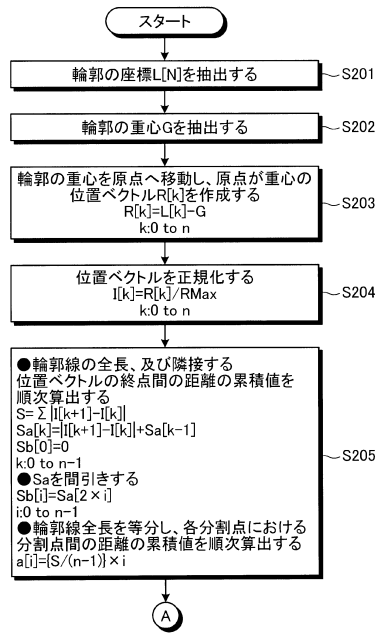 スタート
輪郭の座標L[N]を抽出する
S201
輪郭の重心Gを抽出する
S202
輪郭の重心を原点へ移動し、原点が重心の
位置ベクトルR[k]を作成する
R[k]=L[k]-G
k:0 to n
S203
位置ベクトルを正規化する
I[k]=R[k]/RMax
k:0 to n
S204
●輪郭線の全長、及び隣接する
位置ベクトルの終点間の距離の累積値を
順次算出する
S=Σ|I[k+1]-I[k]|
Sa[k]=|I[k+1]-I[k]|+Sa[k-1]
Sb[0]=0
k:0 to n-1
●Saを間引きする
Sb[i]=Sa[2×i]
i:0 to n-1
●輪郭線全長を等分し、各分割点における
分割点間の距離の累積値を順次算出する
a[i]={S/(n-1)}×i
S205
A